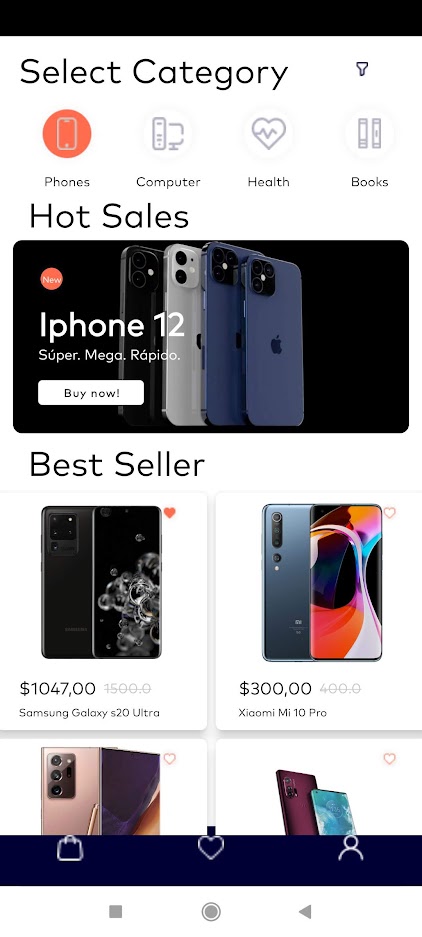 Select Category
Phones
Computer
Health
Books
Hot Sales
New
Iphone 12
Súper. Mega. Rápido.
Buy now!
Best Seller
$1047,00 1500.0
Samsung Galaxy s20 Ultra
$300,00 400.0
Xiaomi Mi 10 Pro